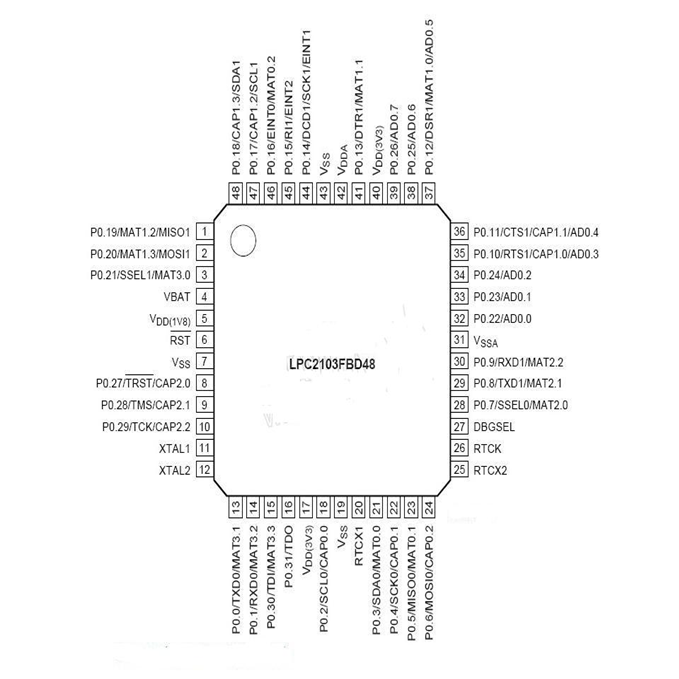 P0.18/CAP1.3/SDA1
P0.17/CAP1.2/SCL1
P0.16/EINT0/MAT0.2
P0.15/RI1/EINT2
P0.14/DCD1/SCK1/EINT1
VSS
VDDA
P0.13/DTR1/MAT1.1
VDD(3V3)
P0.26/AD0.7
P0.25/AD0.6
P0.12/DSR1/MAT1.0/AD0.5
48 47 46 45 44 43 42 41 40 39 38 37
P0.19/MAT1.2/MISO1 1
P0.20/MAT1.3/MOSI1 2
P0.21/SSEL1/MAT3.0 3
VBAT 4
VDD(1V8) 5
RST 6
VSS 7
P0.27/TRST/CAP2.0 8
P0.28/TMS/CAP2.1 9
P0.29/TCK/CAP2.2 10
XTAL1 11
XTAL2 12
LPC2103FBD48
36 P0.11/CTS1/CAP1.1/AD0.4
35 P0.10/RTS1/CAP1.0/AD0.3
34 P0.24/AD0.2
33 P0.23/AD0.1
32 P0.22/AD0.0
31 VSSA
30 P0.9/RXD1/MAT2.2
29 P0.8/TXD1/MAT2.1
28 P0.7/SSEL0/MAT2.0
27 DBGSEL
26 RTCK
25 RTCX2
13 14 15 16 17 18 19 20 21 22 23 24
P0.0/TXD0/MAT3.1
P0.1/RXD0/MAT3.2
P0.30/TDI/MAT3.3
P0.31/TDO
VDD(3V3)
P0.2/SCL0/CAP0.0
VSS
RTCX1
P0.3/SDA0/MAT0.0
P0.4/SCK0/CAP0.1
P0.5/MISO0/MAT0.1
P0.6/MOSI0/CAP0.2